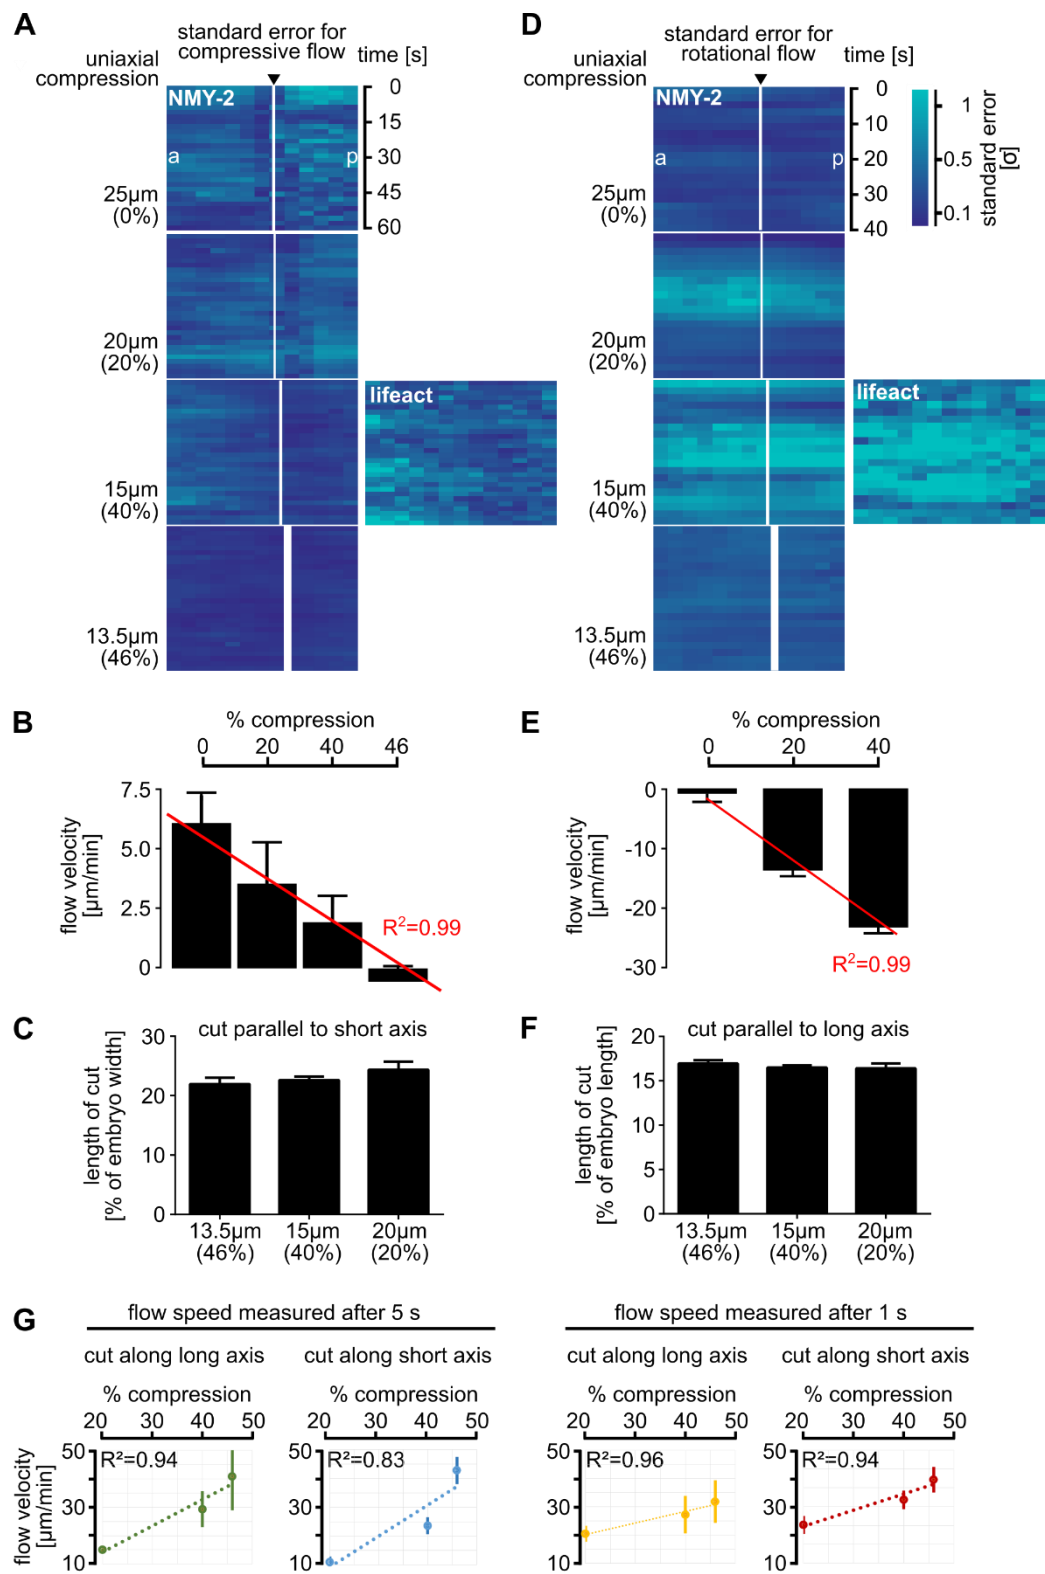 A
standard error for
compressive flow
uniaxial
compression
time [s]
NMY-2
a
p
0
15
30
45
60
25µm
(0%)
20µm
(20%)
lifeact
15µm
(40%)
13.5µm
(46%)
D
standard error for
rotational flow
uniaxial
compression
time [s]
NMY-2
a
p
0
10
20
30
40
1
0.5
0.1
standard error
[σ]
25µm
(0%)
20µm
(20%)
lifeact
15µm
(40%)
13.5µm
(46%)
B
% compression
0 20 40 46
flow velocity
[µm/min]
7.5
5.0
2.5
0
R²=0.99
E
% compression
0 20 40
flow velocity
[µm/min]
0
-10
-20
-30
R²=0.99
C
cut parallel to short axis
length of cut
[% of embryo width]
30
20
10
0
13.5µm 15µm 20µm
(46%) (40%) (20%)
F
cut parallel to long axis
length of cut
[% of embryo length]
20
15
10
5
0
13.5µm 15µm 20µm
(46%) (40%) (20%)
G
flow speed measured after 5 s
cut along long axis
% compression
20 30 40 50
flow velocity
[µm/min]
50
30
10
R²=0.94
cut along short axis
% compression
20 30 40 50
R²=0.83
flow speed measured after 1 s
cut along long axis
% compression
20 30 40 50
50
30
10
R²=0.96
cut along short axis
% compression
20 30 40 50
50
30
10
R²=0.94